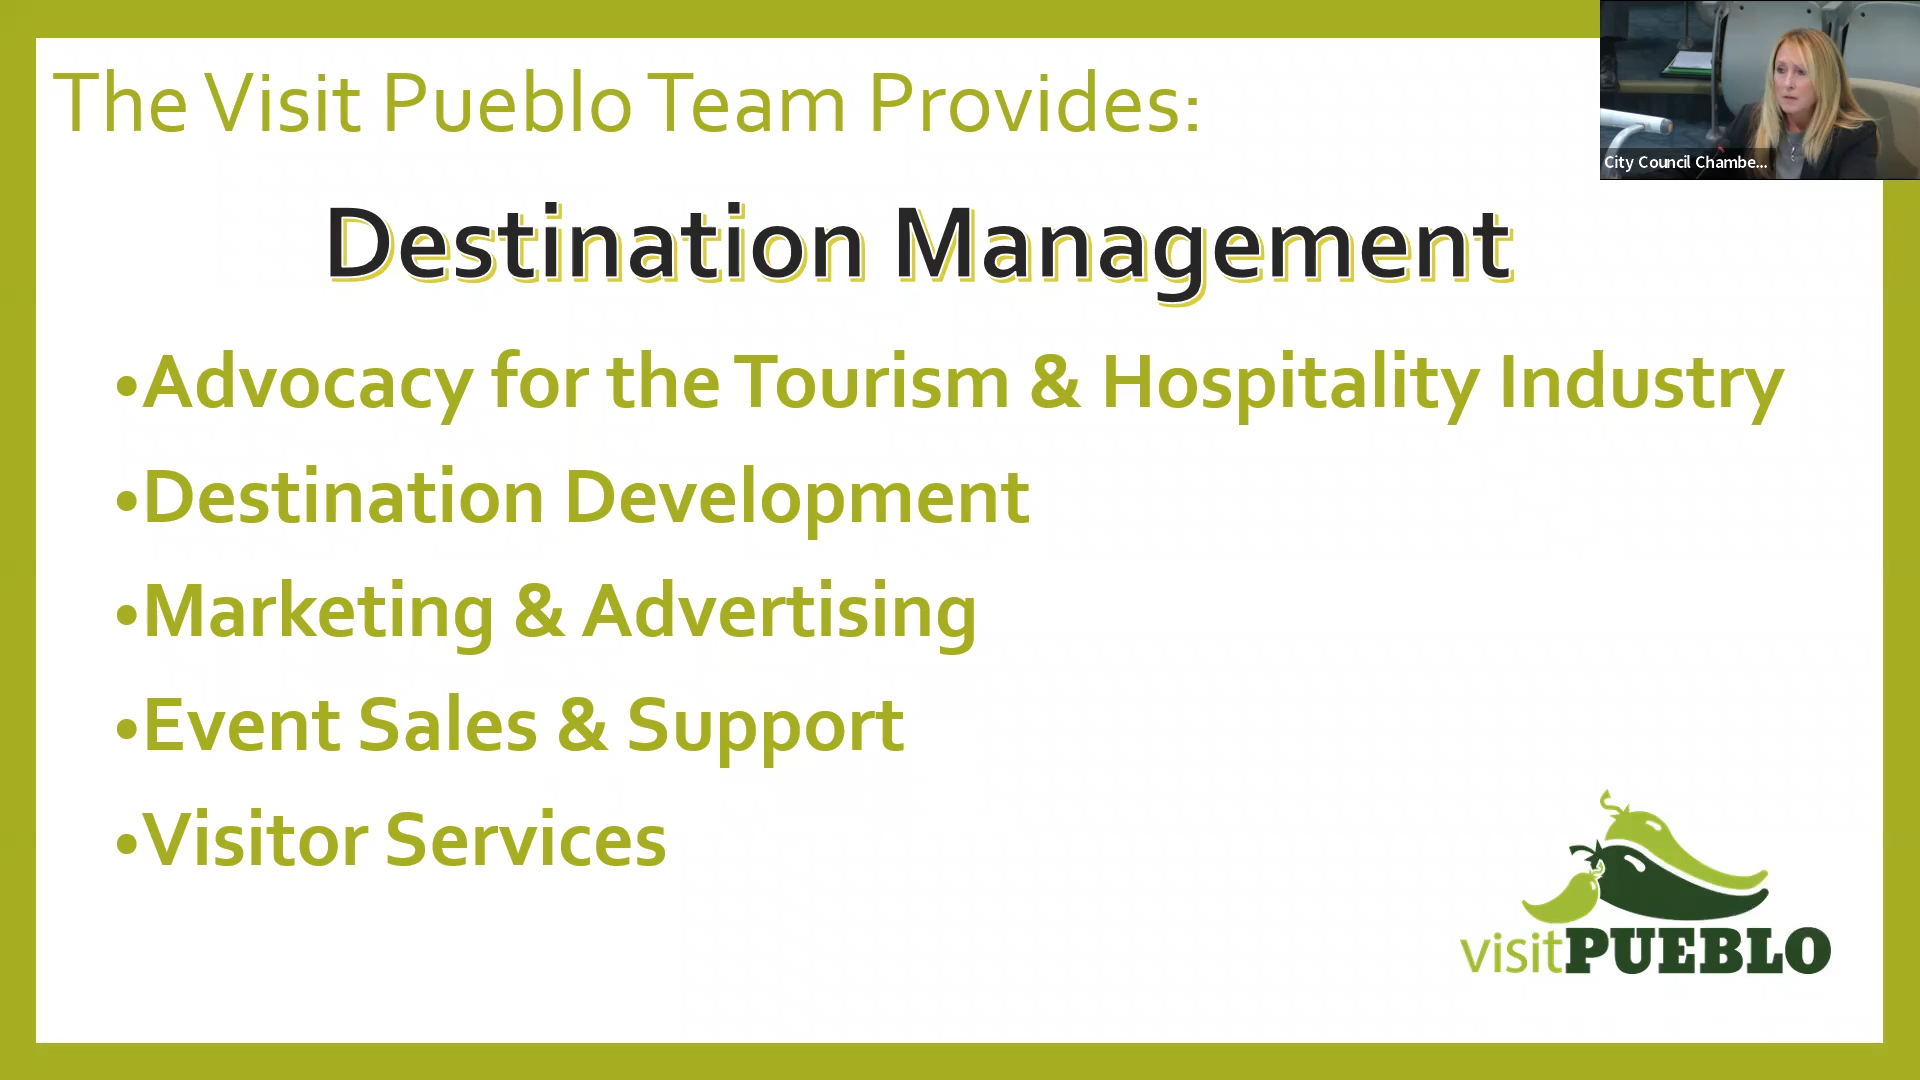 The Visit Pueblo Team Provides:
City Council Chambe...
Destination Management
•Advocacy for the Tourism & Hospitality Industry
•Destination Development
•Marketing & Advertising
•Event Sales & Support
•Visitor Services
visitPUEBLO